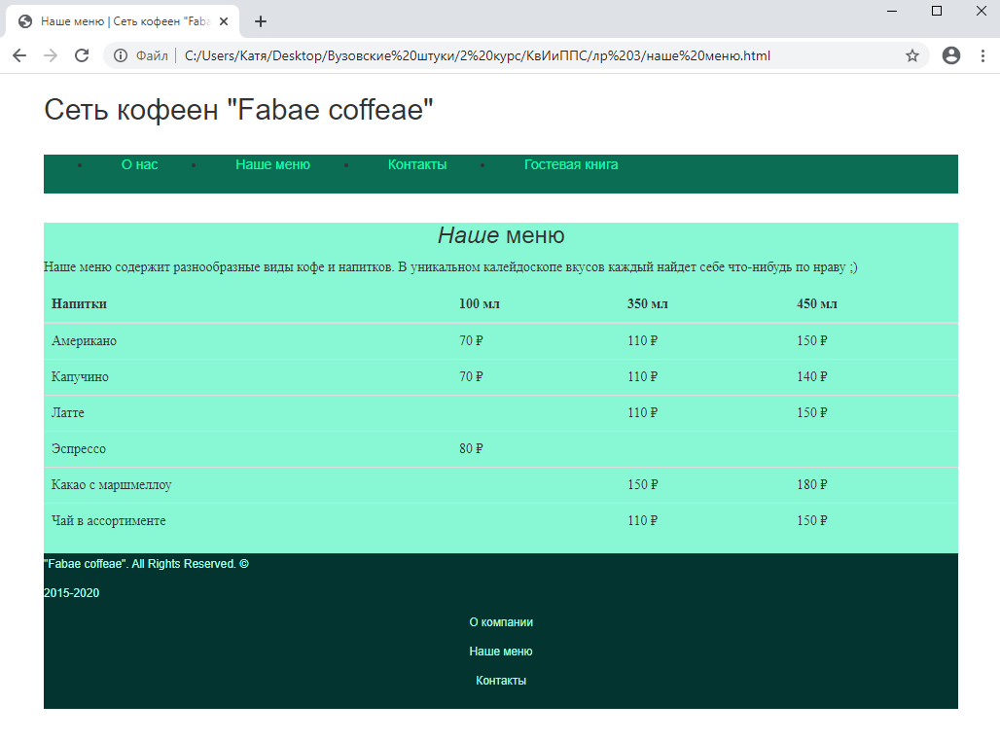 Наше меню | Сеть кофеен "Faba
Файл C:/Users/Катя/Desktop/Вузовские%20штуки/2%20курс/КвИиППС/лр%203/наше%20меню.html
Сеть кофеен "Fabae coffeae"
О нас Наше меню Контакты Гостевая книга
Наше меню
Наше меню содержит разнообразные виды кофе и напитков. В уникальном калейдоскопе вкусов каждый найдет себе что-нибудь по нраву ;)
Напитки 100 мл 350 мл 450 мл
Американо 70 ₽ 110 ₽ 150 ₽
Капучино 70 ₽ 110 ₽ 140 ₽
Латте 110 ₽ 150 ₽
Эспрессо 80 ₽
Какао с маршмеллоу 150 ₽ 180 ₽
Чай в ассортименте 110 ₽ 150 ₽
"Fabae coffeae". All Rights Reserved. ©
2015-2020
О компании
Наше меню
Контакты